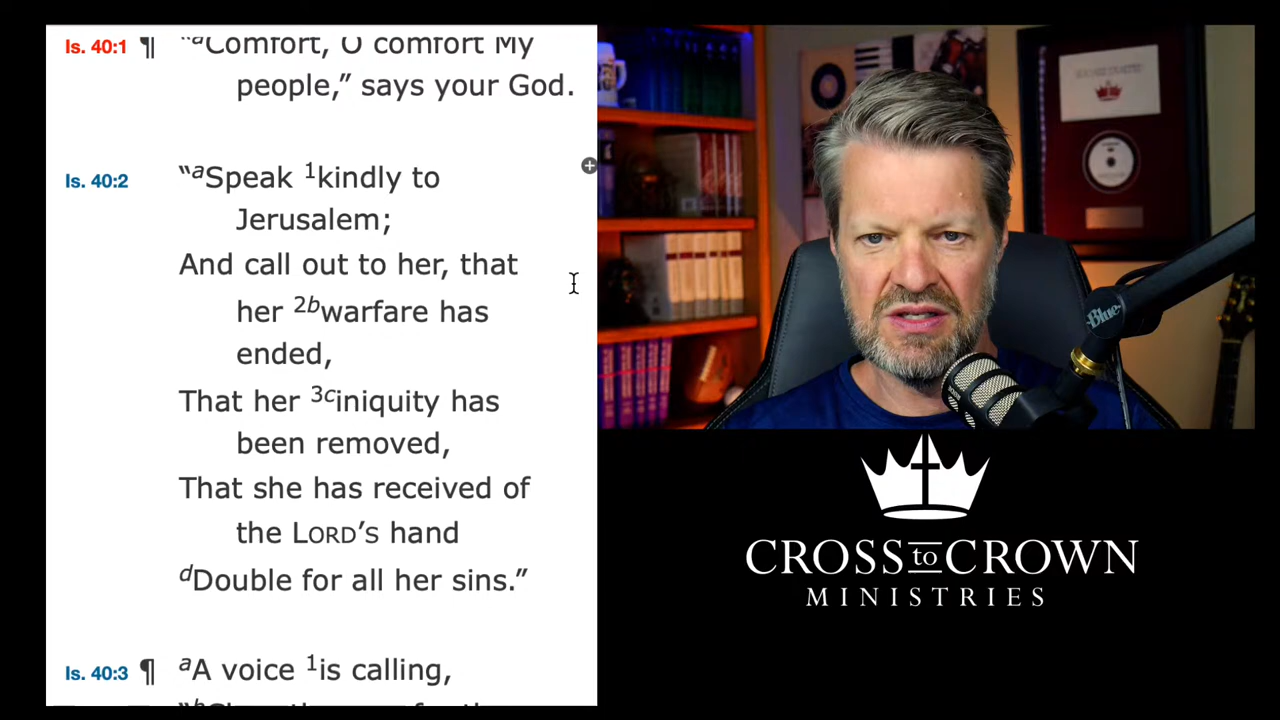 Is. 40:1 ¶ “aComfort, O comfort My
people,” says your God.
Is. 40:2 “aSpeak 1kindly to
Jerusalem;
And call out to her, that
her 2bwarfare has
ended,
That her 3ciniquity has
been removed,
That she has received of
the LORD’S hand
dDouble for all her sins.”
Is. 40:3 ¶ aA voice 1is calling,
Blue
CROSS to CROWN
MINISTRIES